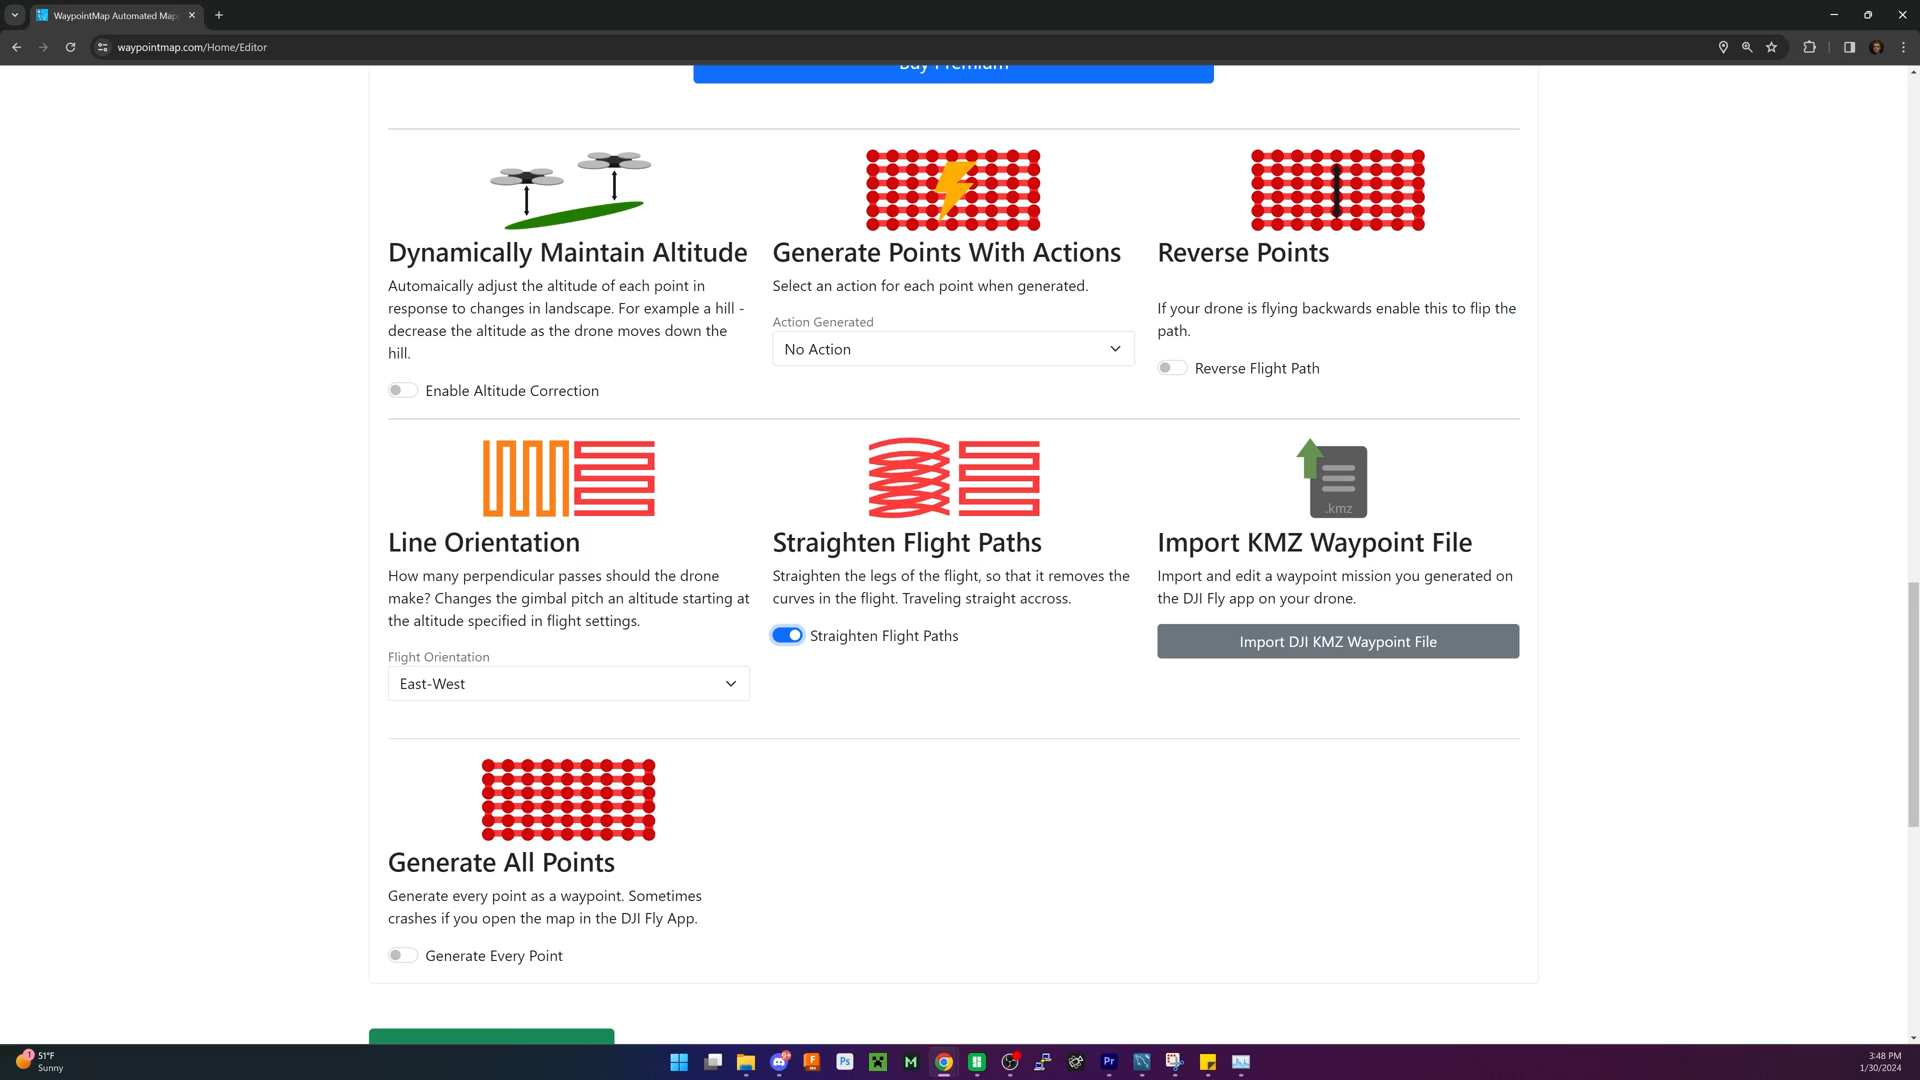 WaypointMap Automated Map
waypointmap.com/Home/Editor
Buy Premium
Dynamically Maintain Altitude
Automaically adjust the altitude of each point in
response to changes in landscape. For example a hill -
decrease the altitude as the drone moves down the
hill.
Enable Altitude Correction
Generate Points With Actions
Select an action for each point when generated.
Action Generated
No Action
Reverse Points
If your drone is flying backwards enable this to flip the
path.
Reverse Flight Path
Line Orientation
How many perpendicular passes should the drone
make? Changes the gimbal pitch an altitude starting at
the altitude specified in flight settings.
Flight Orientation
East-West
Straighten Flight Paths
Straighten the legs of the flight, so that it removes the
curves in the flight. Traveling straight accross.
Straighten Flight Paths
.kmz
Import KMZ Waypoint File
Import and edit a waypoint mission you generated on
the DJI Fly app on your drone.
Import DJI KMZ Waypoint File
Generate All Points
Generate every point as a waypoint. Sometimes
crashes if you open the map in the DJI Fly App.
Generate Every Point
1
51°F
Sunny
Ps
M
Pr
3:48 PM
1/30/2024